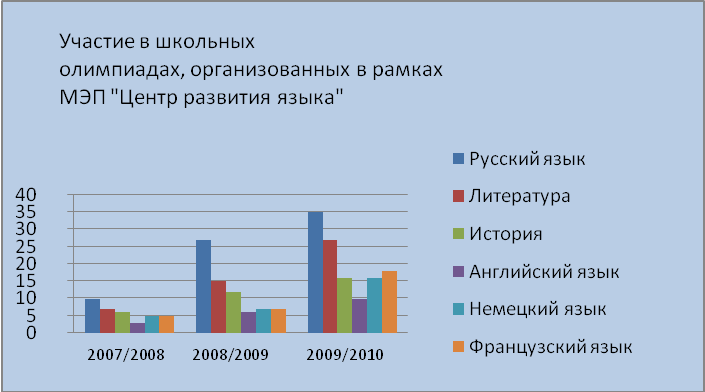 Участие в школьных
олимпиадах, организованных в рамках
МЭП "Центр развития языка"
Русский язык
Литература
История
Английский язык
Немецкий язык
Французский язык
40
35
30
25
20
15
10
5
0
2007/2008 2008/2009 2009/2010